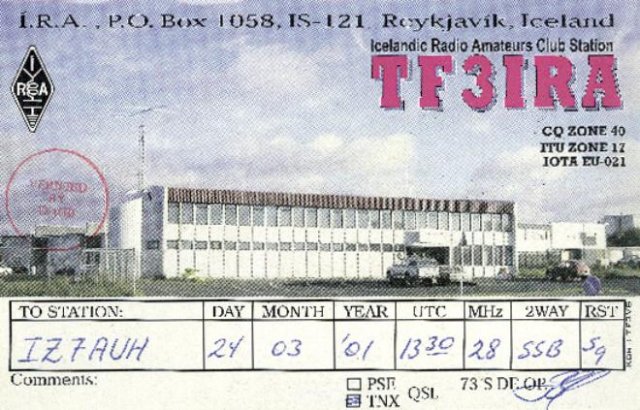 Í.R.A., P.O. Box 1058, IS-121 Reykjavík, Iceland
Icelandic Radio Amateurs Club Station
TF3IRA
RA
CQ ZONE 40
ITU ZONE 17
IOTA EU-021
TO STATION: DAY MONTH YEAR UTC MHz 2WAY RST
IZ7AUH 24 03 '01 1330 28 SSB 59
Comments: PSE QSL 73'S DE OP.
TNX